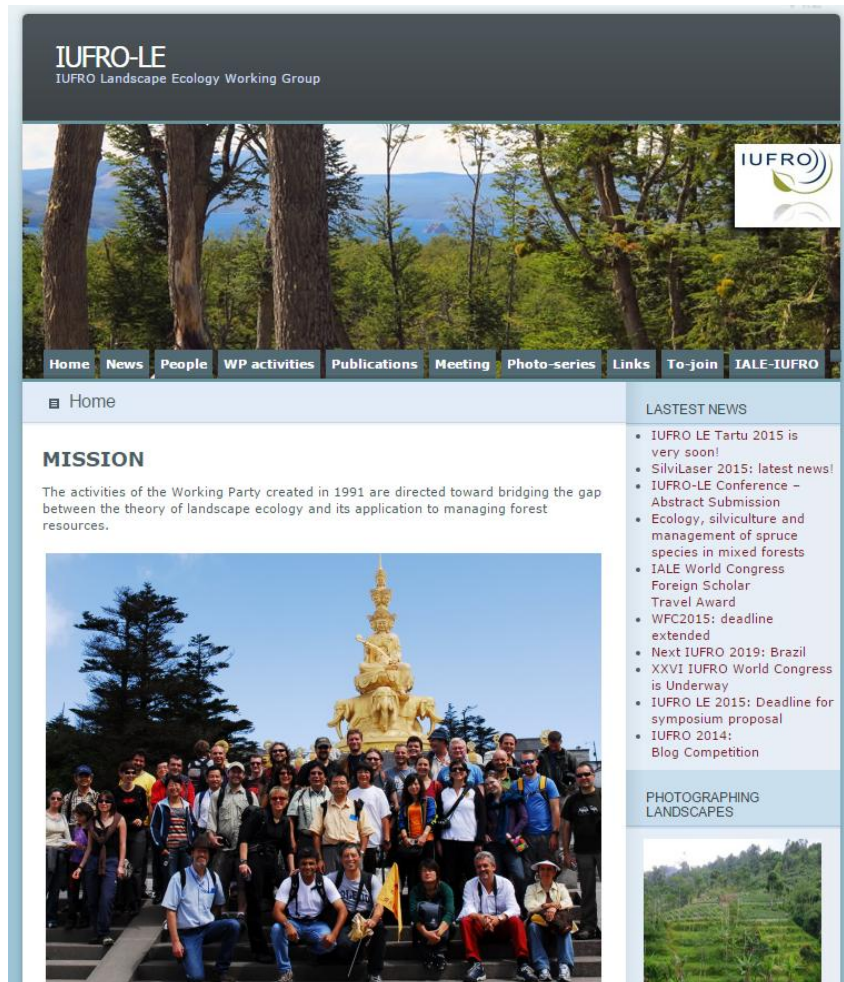 IUFRO-LE
IUFRO Landscape Ecology Working Group
IUFRO
Home News People WP activities Publications Meeting Photo-series Links To-join IALE-IUFRO
Home
MISSION
The activities of the Working Party created in 1991 are directed toward bridging the gap
between the theory of landscape ecology and its application to managing forest
resources.
LASTEST NEWS
IUFRO LE Tartu 2015 is
very soon!
SilviLaser 2015: latest news!
IUFRO-LE Conference –
Abstract Submission
Ecology, silviculture and
management of spruce
species in mixed forests
IALE World Congress
Foreign Scholar
Travel Award
WFC2015: deadline
extended
Next IUFRO 2019: Brazil
XXVI IUFRO World Congress
is Underway
IUFRO LE 2015: Deadline for
symposium proposal
IUFRO 2014:
Blog Competition
PHOTOGRAPHING
LANDSCAPES